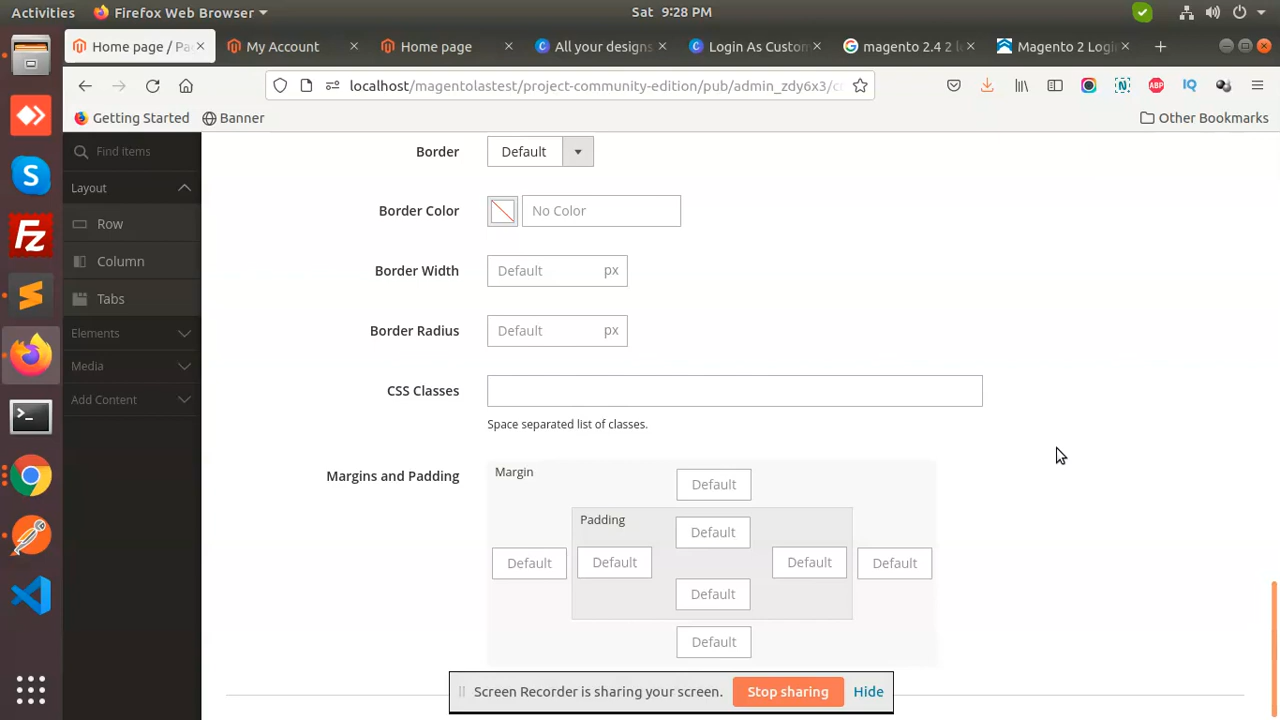 Activities Firefox Web Browser Sat 9:28 PM
Home page / Pa My Account Home page All your designs Login As Custom magento 2.4 2 l Magento 2 Logi
localhost/magentolastest/project-community-edition/pub/admin_zdy6x3/c
Getting Started Banner Other Bookmarks
Find items
Layout
Row
Column
Tabs
Elements
Media
Add Content
Border Default
Border Color No Color
Border Width Default px
Border Radius Default px
CSS Classes
Space separated list of classes.
Margins and Padding
Margin
Default
Padding
Default
Default Default Default Default
Default
Default
Screen Recorder is sharing your screen. Stop sharing Hide